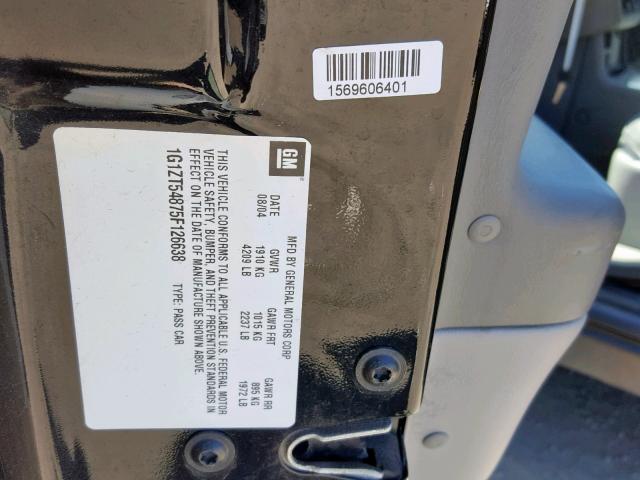 1569606401
GM
MFD BY GENERAL MOTORS CORP
DATE GVWR GAWR FRT GAWR RR
08/04 1910 KG 1015 KG 895 KG
4209 LB 2237 LB 1972 LB
THIS VEHICLE CONFORMS TO ALL APPLICABLE U.S. FEDERAL MOTOR
VEHICLE SAFETY, BUMPER, AND THEFT PREVENTION STANDARDS IN
EFFECT ON THE DATE OF MANUFACTURE SHOWN ABOVE.
1G1ZT54875F126638 TYPE: PASS CAR